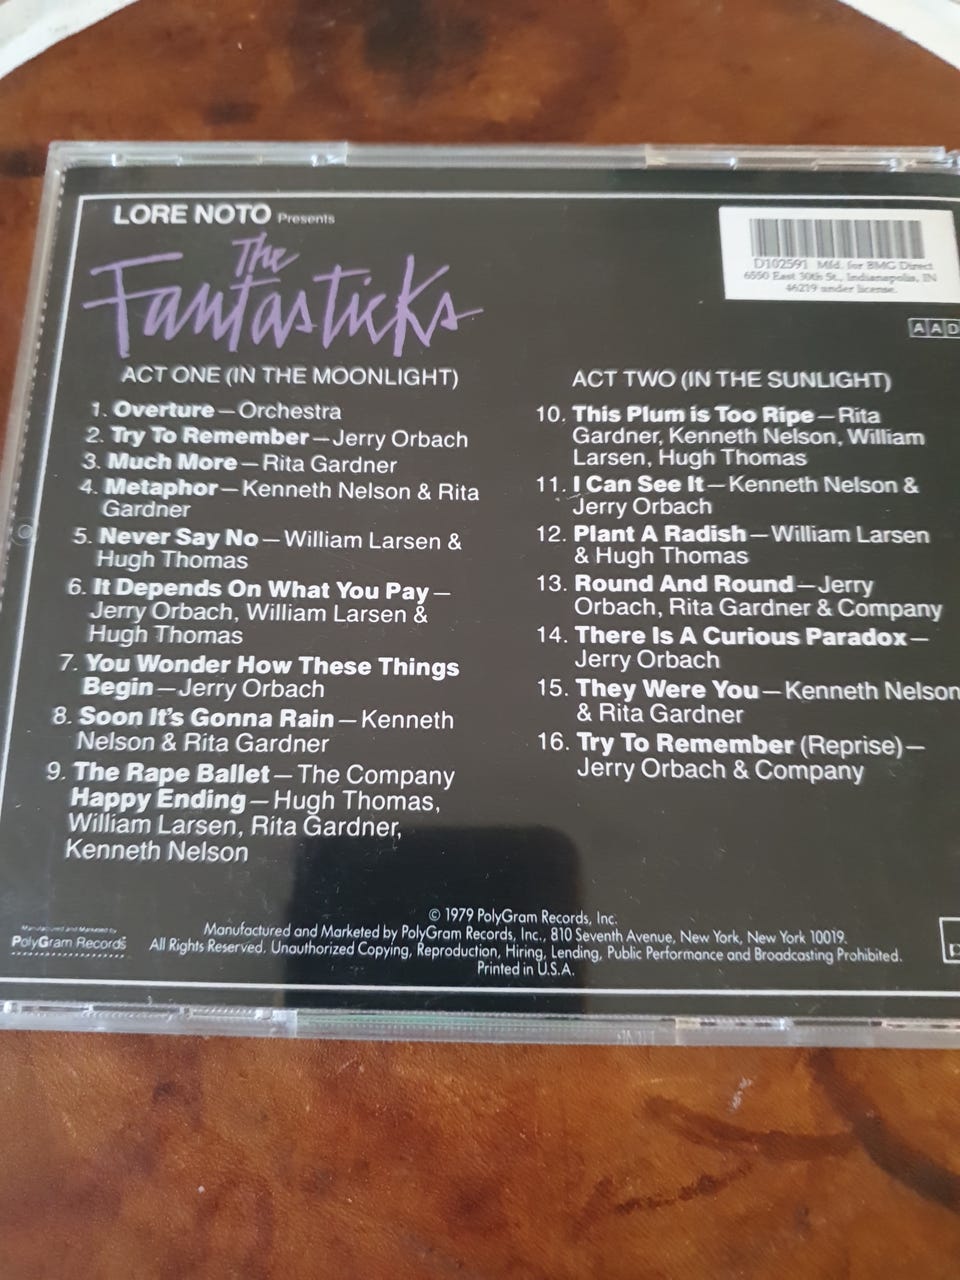 LORE NOTO Presents
The
Fantasticks
D102591 Mfd. for BMG Direct
6550 East 30th St., Indianapolis, IN
46219 under license.
AAD
ACT ONE (IN THE MOONLIGHT)
1. Overture—Orchestra
2. Try To Remember—Jerry Orbach
3. Much More—Rita Gardner
4. Metaphor—Kenneth Nelson & Rita
Gardner
5. Never Say No—William Larsen &
Hugh Thomas
6. It Depends On What You Pay—
Jerry Orbach, William Larsen &
Hugh Thomas
7. You Wonder How These Things
Begin—Jerry Orbach
8. Soon It's Gonna Rain—Kenneth
Nelson & Rita Gardner
9. The Rape Ballet—The Company
Happy Ending—Hugh Thomas,
William Larsen, Rita Gardner,
Kenneth Nelson
ACT TWO (IN THE SUNLIGHT)
10. This Plum is Too Ripe—Rita
Gardner, Kenneth Nelson, William
Larsen, Hugh Thomas
11. I Can See It—Kenneth Nelson &
Jerry Orbach
12. Plant A Radish—William Larsen
& Hugh Thomas
13. Round And Round—Jerry
Orbach, Rita Gardner & Company
14. There Is A Curious Paradox—
Jerry Orbach
15. They Were You—Kenneth Nelson
& Rita Gardner
16. Try To Remember (Reprise)—
Jerry Orbach & Company
Manufactured and Marketed by
PolyGram Records
© 1979 PolyGram Records, Inc.
Manufactured and Marketed by PolyGram Records, Inc., 810 Seventh Avenue, New York, New York 10019.
All Rights Reserved. Unauthorized Copying, Reproduction, Hiring, Lending, Public Performance and Broadcasting Prohibited.
Printed in U.S.A.